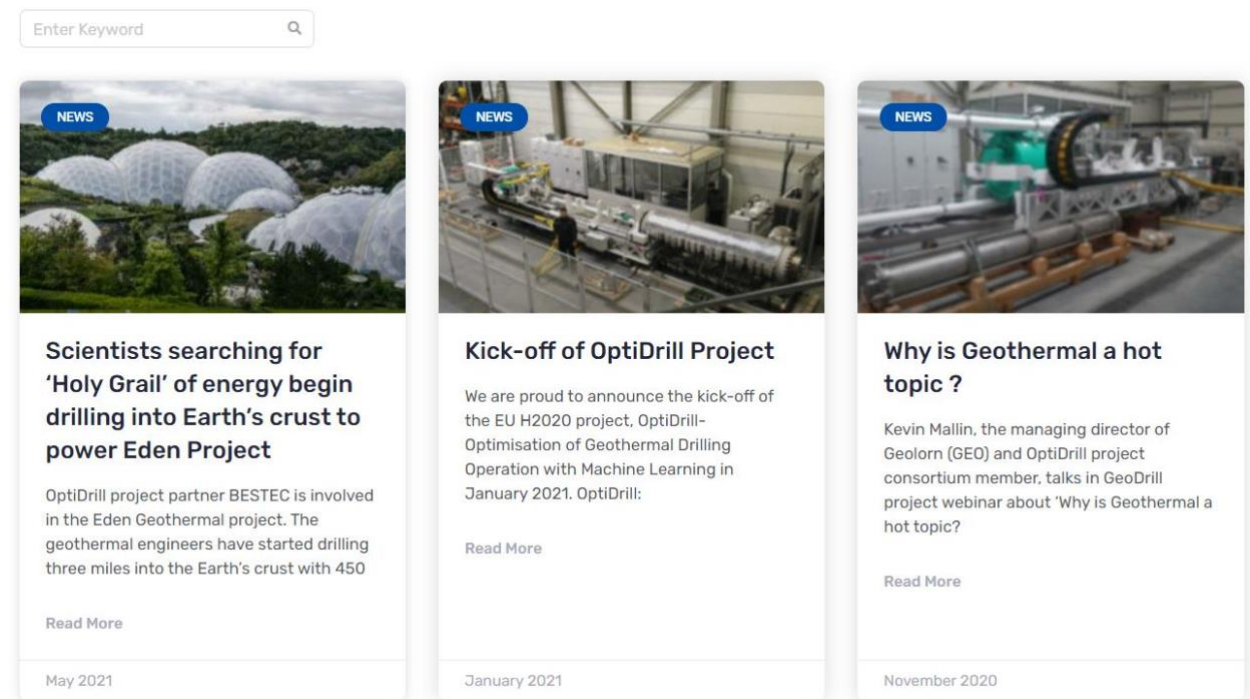 Enter Keyword
NEWS
Scientists searching for
‘Holy Grail’ of energy begin
drilling into Earth’s crust to
power Eden Project
OptiDrill project partner BESTEC is involved
in the Eden Geothermal project. The
geothermal engineers have started drilling
three miles into the Earth’s crust with 450
Read More
May 2021
NEWS
Kick-off of OptiDrill Project
We are proud to announce the kick-off of
the EU H2020 project, OptiDrill-
Optimisation of Geothermal Drilling
Operation with Machine Learning in
January 2021. OptiDrill:
Read More
January 2021
NEWS
Why is Geothermal a hot
topic ?
Kevin Mallin, the managing director of
Geolorn (GEO) and OptiDrill project
consortium member, talks in GeoDrill
project webinar about ‘Why is Geothermal a
hot topic?
Read More
November 2020